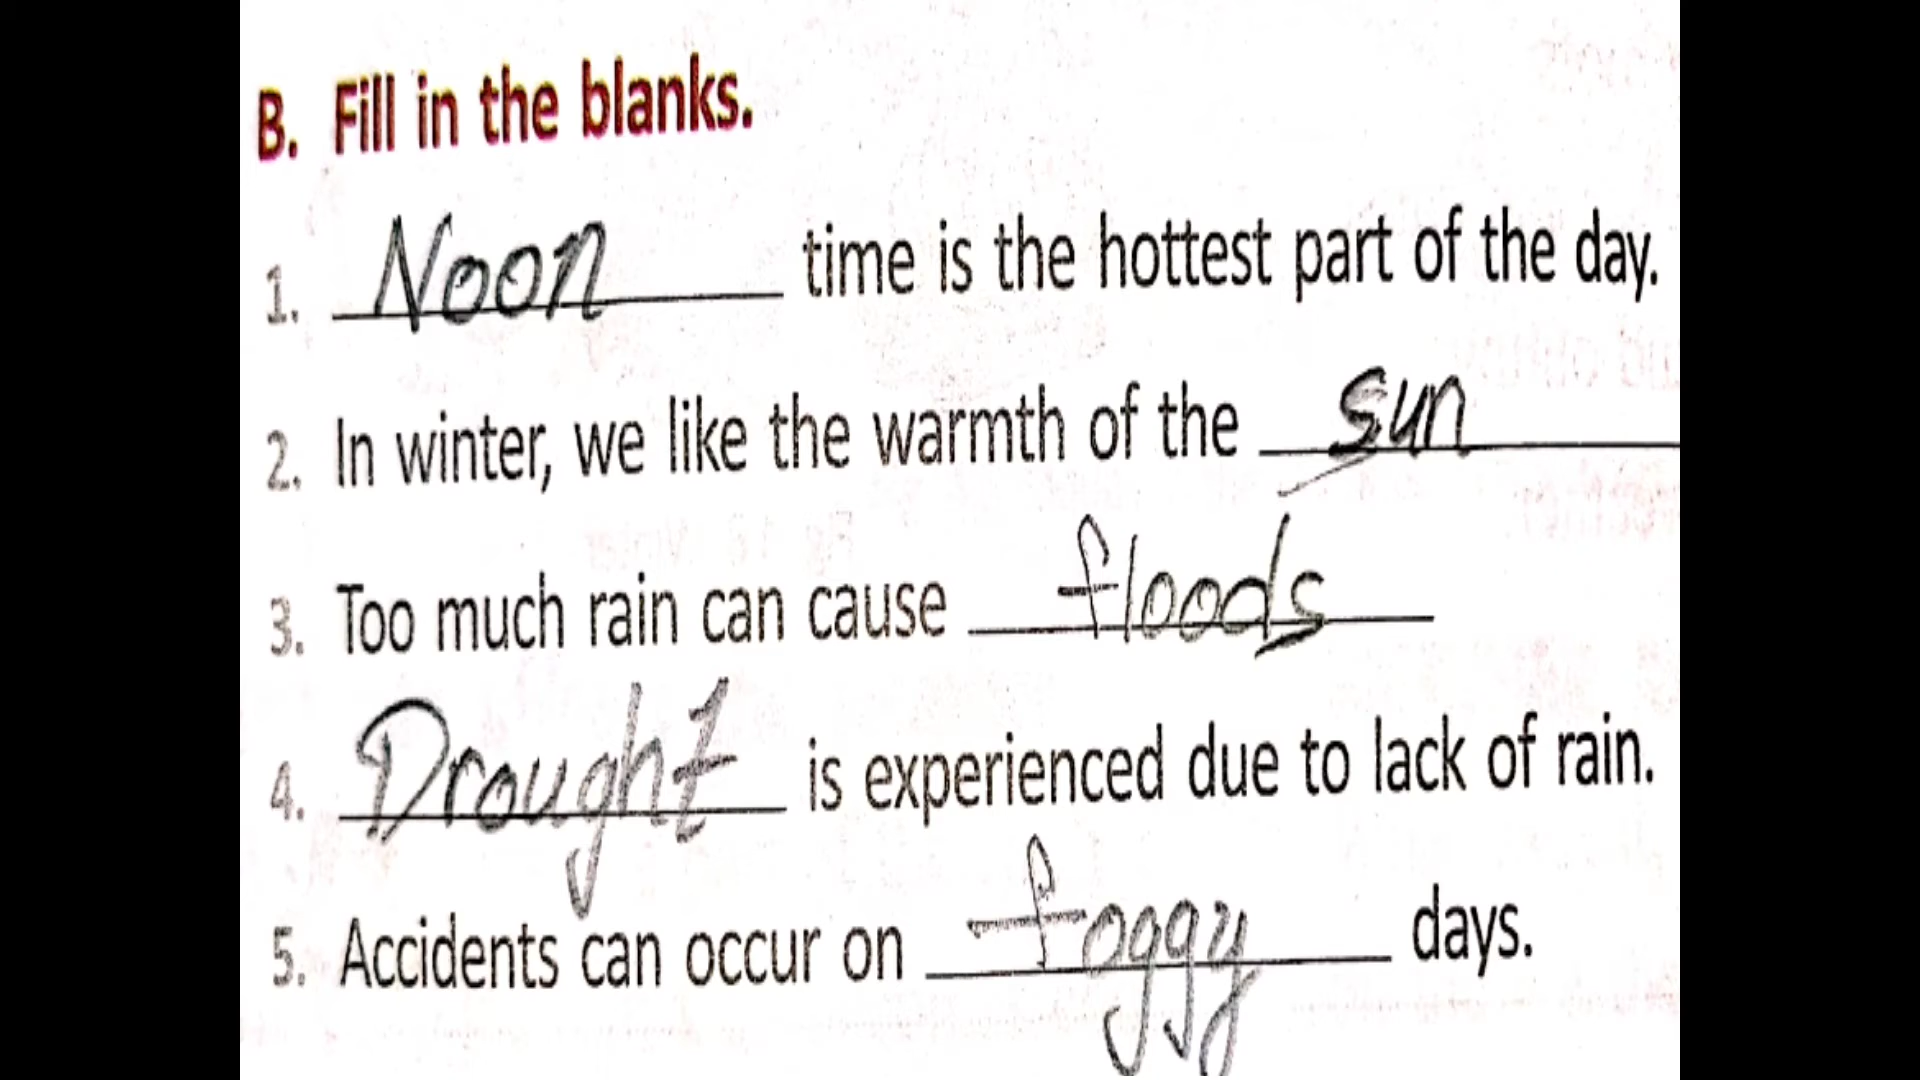 B. Fill in the blanks.
1. Noon time is the hottest part of the day.
2. In winter, we like the warmth of the sun
3. Too much rain can cause floods
4. Drought is experienced due to lack of rain.
5. Accidents can occur on foggy days.